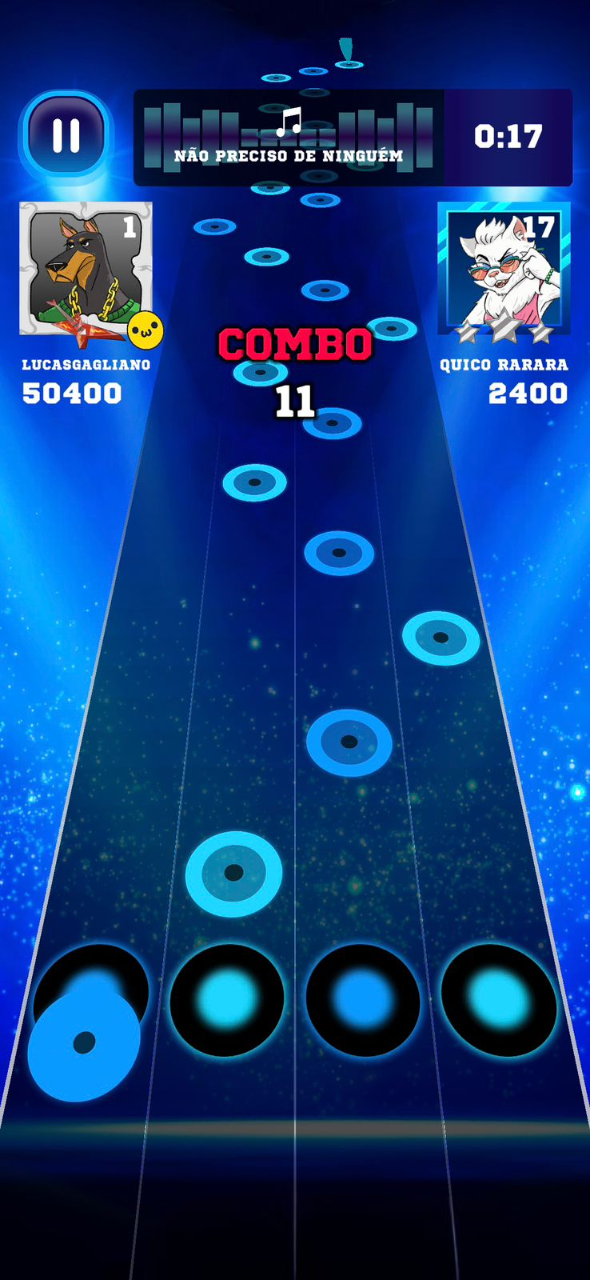 NÃO PRECISO DE NINGUÉM
0:17
1
17
COMBO
11
LUCASGAGLIANO
50400
QUICO RARARA
2400